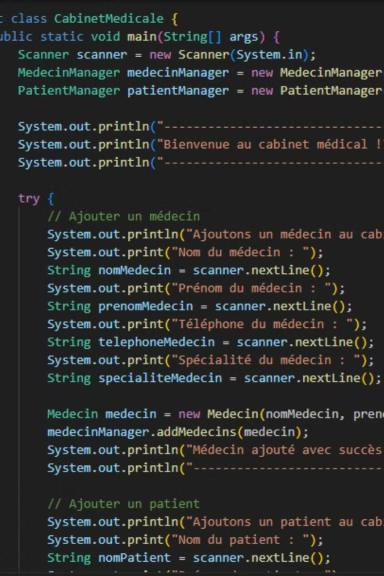 class CabinetMedicale {
public static void main(String[] args) {
Scanner scanner = new Scanner(System.in);
MedecinManager medecinManager = new MedecinManager
PatientManager patientManager = new PatientManager
System.out.println("------------------------------
System.out.println("Bienvenue au cabinet médical !
System.out.println("------------------------------
try {
// Ajouter un médecin
System.out.println("Ajoutons un médecin au cab
System.out.print("Nom du médecin : ");
String nomMedecin = scanner.nextLine();
System.out.print("Prénom du médecin : ");
String prenomMedecin = scanner.nextLine();
System.out.print("Téléphone du médecin : ");
String telephoneMedecin = scanner.nextLine();
System.out.print("Spécialité du médecin : ");
String specialiteMedecin = scanner.nextLine();
Medecin medecin = new Medecin(nomMedecin, pren
medecinManager.addMedecins(medecin);
System.out.println("Médecin ajouté avec succès
System.out.println("--------------------------
// Ajouter un patient
System.out.println("Ajoutons un patient au cab
System.out.print("Nom du patient : ");
String nomPatient = scanner.nextLine();